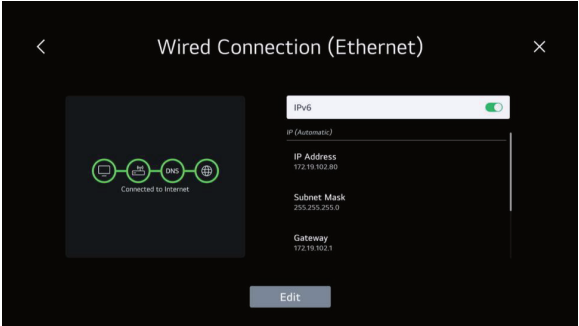 Wired Connection (Ethernet)
DNS
Connected to Internet
IPv6
IP (Automatic)
IP Address
172.19.102.80
Subnet Mask
255.255.255.0
Gateway
172.19.102.1
Edit